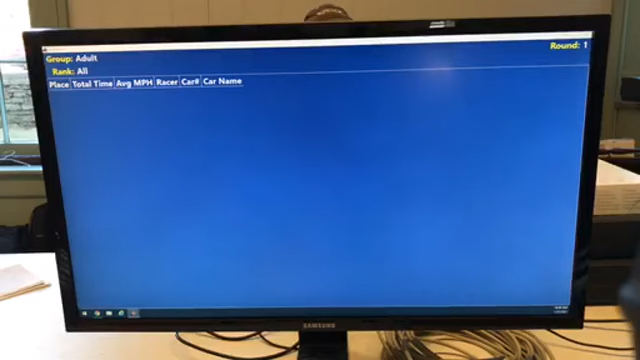 Group: Adult
Round: 1
Rank: All
Place Total Time Avg MPH Racer Car# Car Name
SAMSUNG